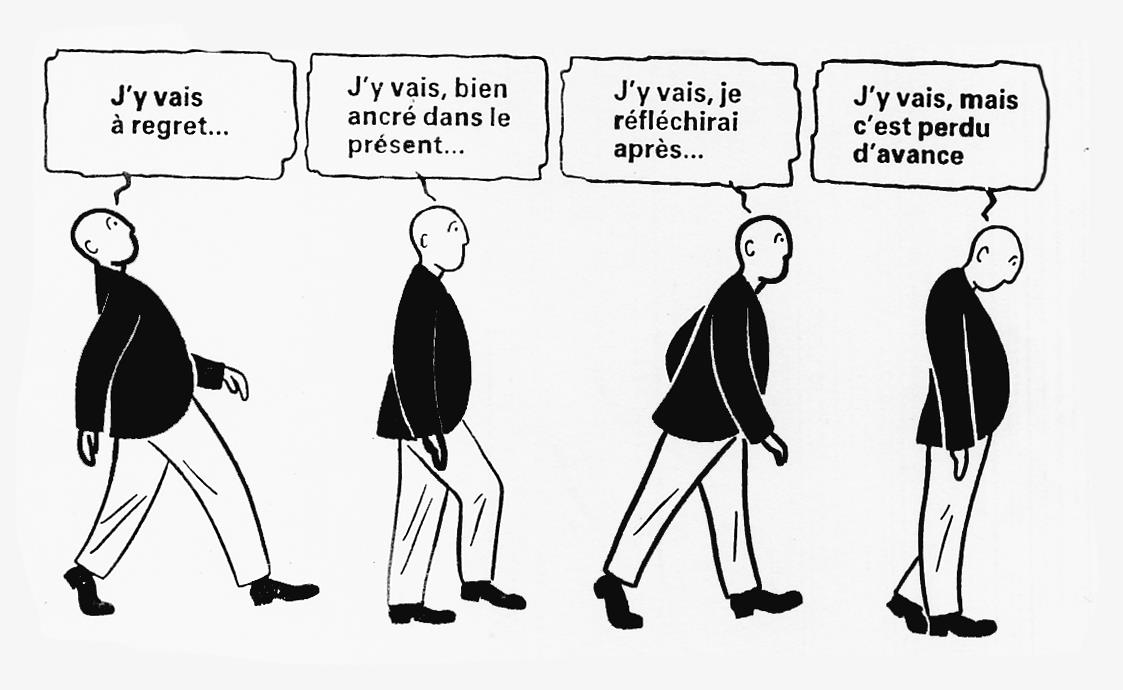 J'y vais
à regret...
J'y vais, bien
ancré dans le
présent...
J'y vais, je
réfléchirai
après...
J'y vais, mais
c'est perdu
d'avance